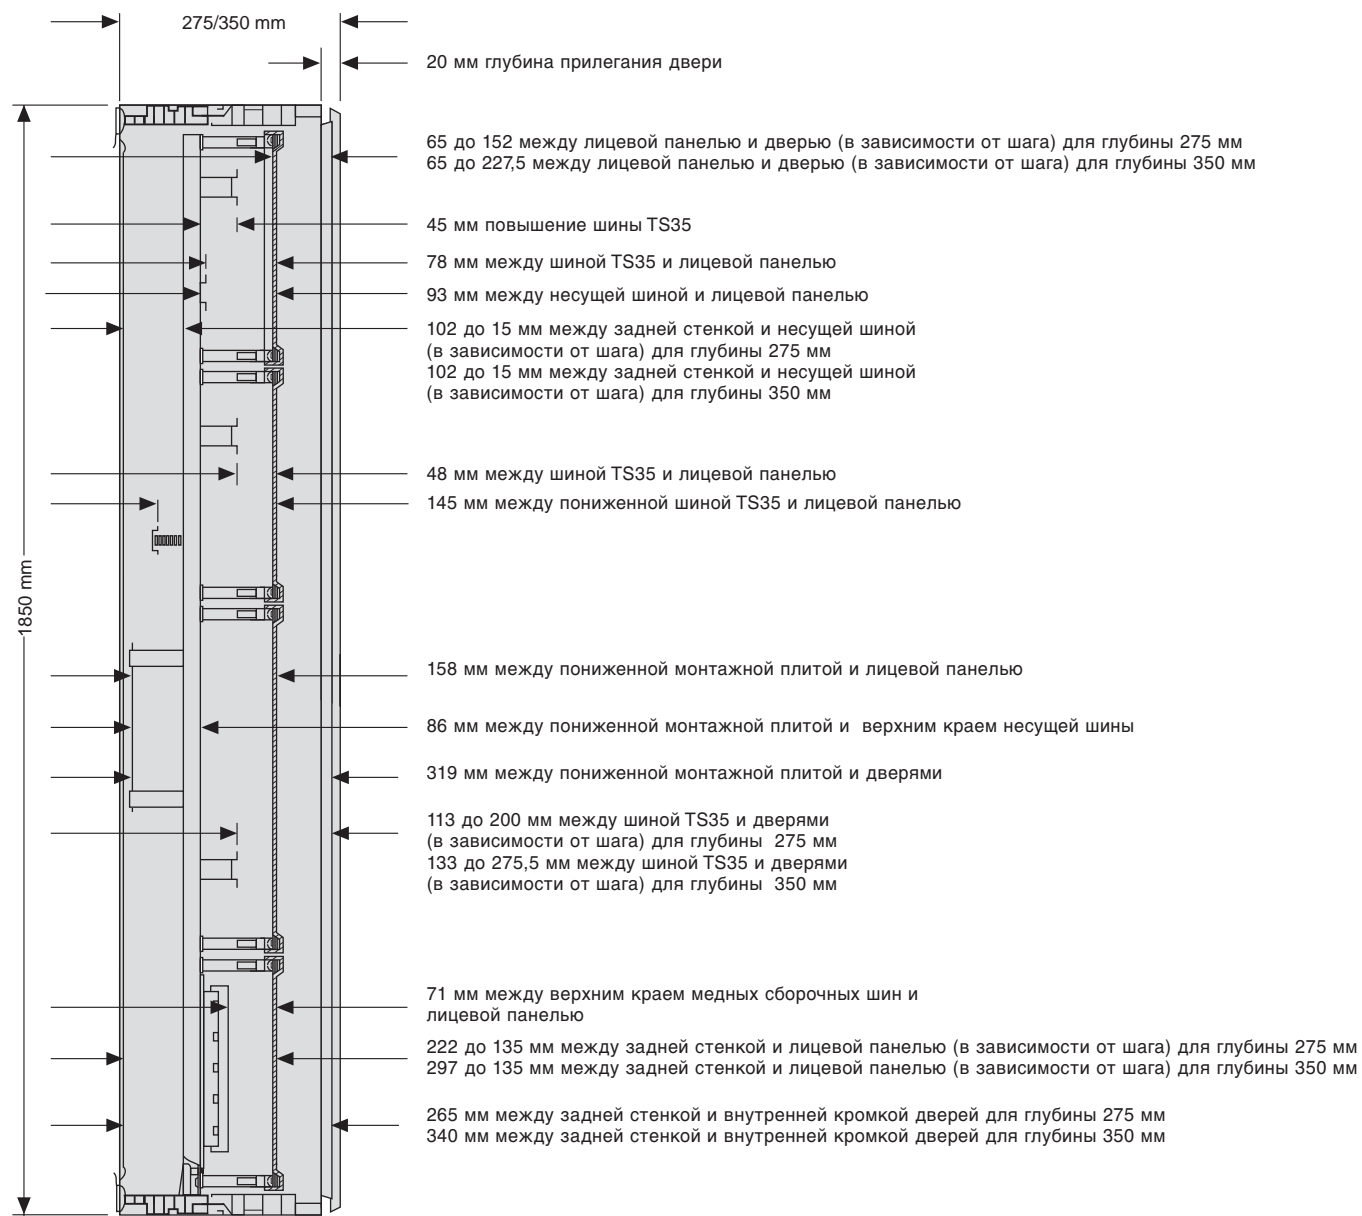 275/350 mm
20 мм глубина прилегания двери
65 до 152 между лицевой панелью и дверью (в зависимости от шага) для глубины 275 мм
65 до 227,5 между лицевой панелью и дверью (в зависимости от шага) для глубины 350 мм
45 мм повышение шины TS35
78 мм между шиной TS35 и лицевой панелью
93 мм между несущей шиной и лицевой панелью
102 до 15 мм между задней стенкой и несущей шиной
(в зависимости от шага) для глубины 275 мм
102 до 15 мм между задней стенкой и несущей шиной
(в зависимости от шага) для глубины 350 мм
48 мм между шиной TS35 и лицевой панелью
145 мм между пониженной шиной TS35 и лицевой панелью
1850 mm
158 мм между пониженной монтажной плитой и лицевой панелью
86 мм между пониженной монтажной плитой и верхним краем несущей шины
319 мм между пониженной монтажной плитой и дверями
113 до 200 мм между шиной TS35 и дверями
(в зависимости от шага) для глубины 275 мм
133 до 275,5 мм между шиной TS35 и дверями
(в зависимости от шага) для глубины 350 мм
71 мм между верхним краем медных сборочных шин и
лицевой панелью
222 до 135 мм между задней стенкой и лицевой панелью (в зависимости от шага) для глубины 275 мм
297 до 135 мм между задней стенкой и лицевой панелью (в зависимости от шага) для глубины 350 мм
265 мм между задней стенкой и внутренней кромкой дверей для глубины 275 мм
340 мм между задней стенкой и внутренней кромкой дверей для глубины 350 мм